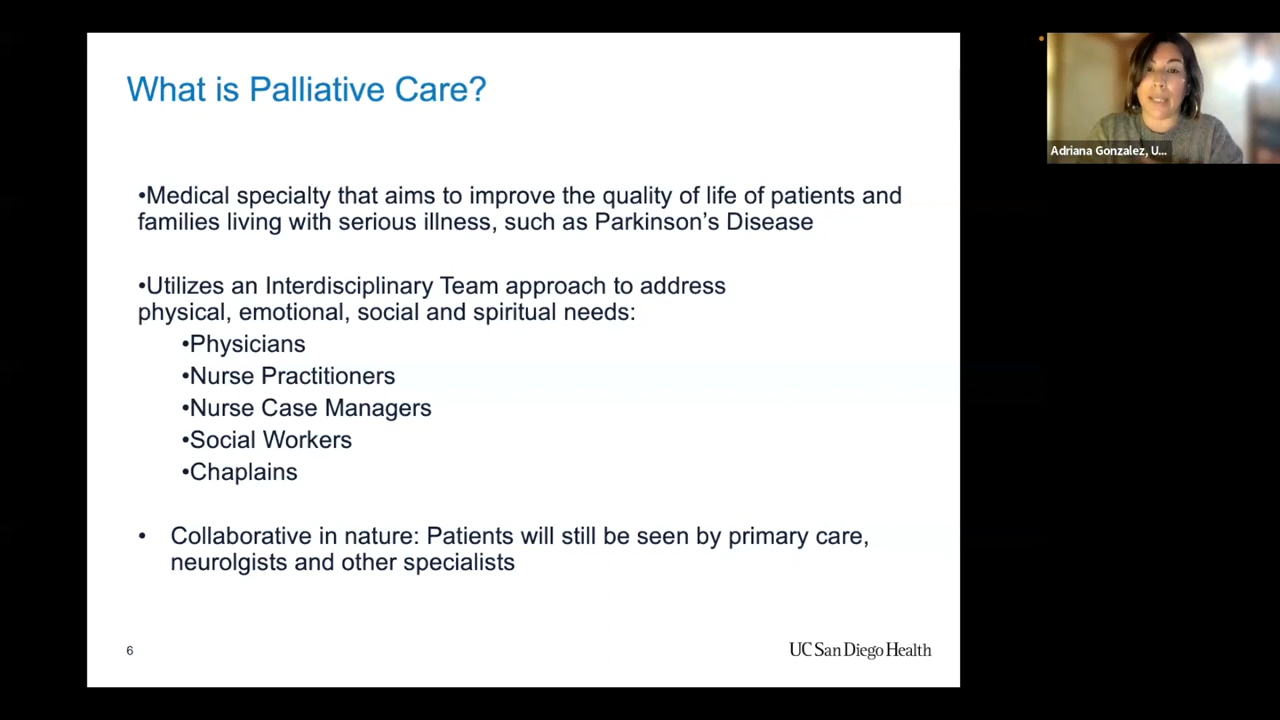 What is Palliative Care?
•Medical specialty that aims to improve the quality of life of patients and
families living with serious illness, such as Parkinson’s Disease
•Utilizes an Interdisciplinary Team approach to address
physical, emotional, social and spiritual needs:
•Physicians
•Nurse Practitioners
•Nurse Case Managers
•Social Workers
•Chaplains
• Collaborative in nature: Patients will still be seen by primary care,
neurolgists and other specialists
6
UC San Diego Health
Adriana Gonzalez, U...